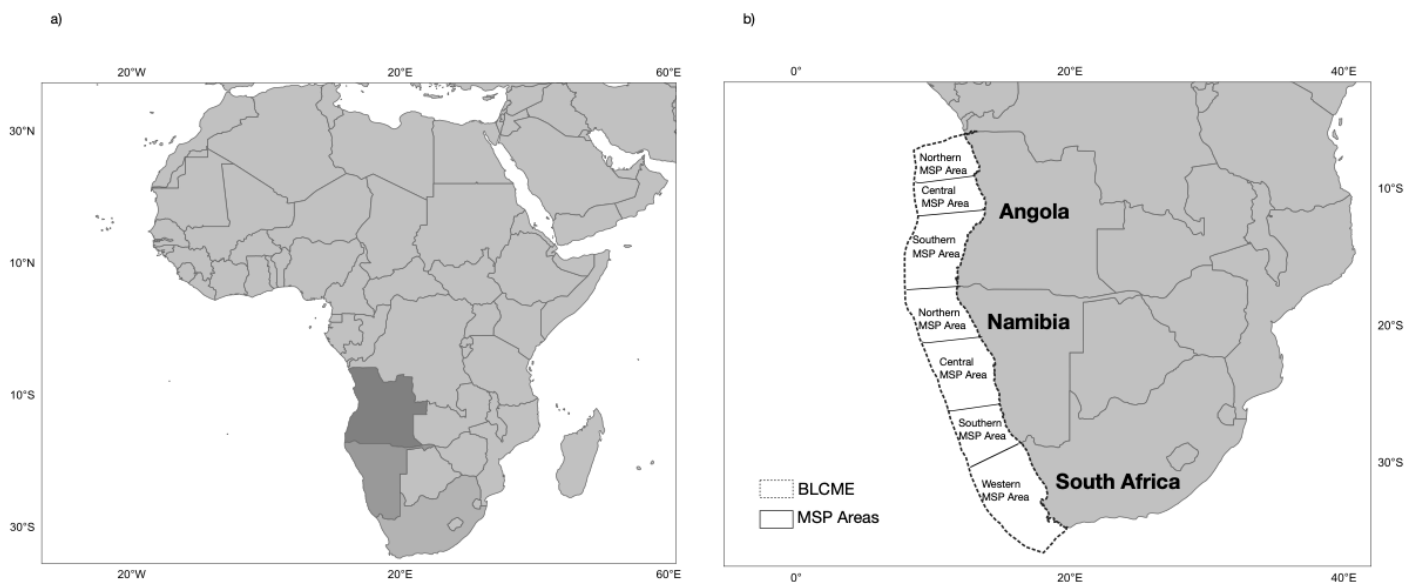 a)
20°W 20°E 60°E
30°N
10°N
10°S
30°S
20°W 20°E 60°E
b)
0° 20°E 40°E
Northern
MSP Area
Central
MSP Area
Southern
MSP Area
Northern
MSP Area
Central
MSP Area
Southern
MSP Area
Western
MSP Area
Angola
Namibia
South Africa
10°S
20°S
30°S
BLCME
MSP Areas
0° 20°E 40°E